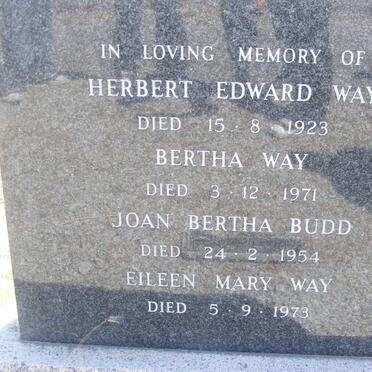 IN LOVING MEMORY OF
HERBERT EDWARD WAY
DIED 15·8·1923
BERTHA WAY
DIED 3·12·1971
JOAN BERTHA BUDD
DIED 24·2·1954
EILEEN MARY WAY
DIED 5·9·1973